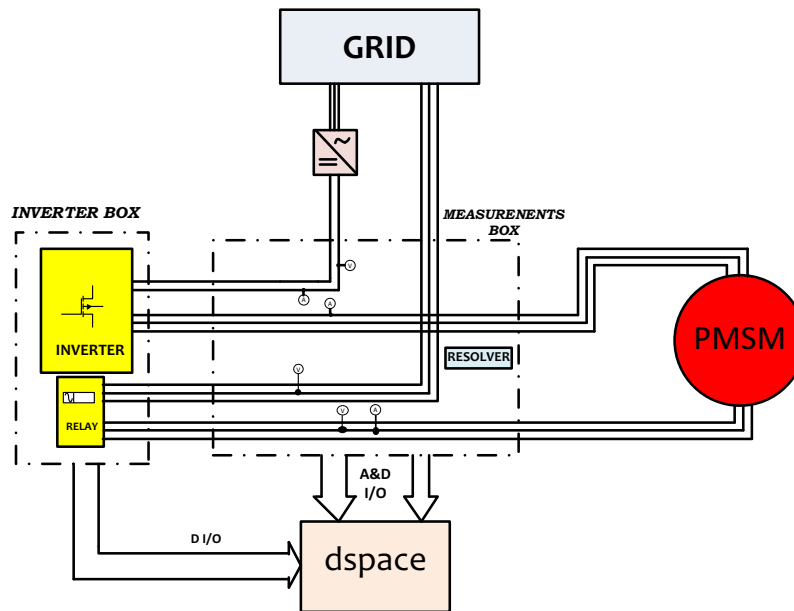 GRID
INVERTER BOX
MEASURENENTS
BOX
V
A
A
INVERTER
PMSM
RESOLVER
V
RELAY
V
A
A&D
I/O
D I/O
dspace